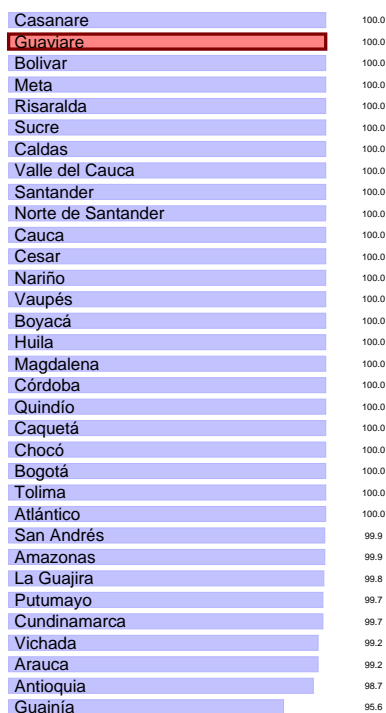 Casanare 100.0
Guaviare 100.0
Bolivar 100.0
Meta 100.0
Risaralda 100.0
Sucre 100.0
Caldas 100.0
Valle del Cauca 100.0
Santander 100.0
Norte de Santander 100.0
Cauca 100.0
Cesar 100.0
Nariño 100.0
Vaupés 100.0
Boyacá 100.0
Huila 100.0
Magdalena 100.0
Córdoba 100.0
Quindío 100.0
Caquetá 100.0
Chocó 100.0
Bogotá 100.0
Tolima 100.0
Atlántico 100.0
San Andrés 99.9
Amazonas 99.9
La Guajira 99.8
Putumayo 99.7
Cundinamarca 99.7
Vichada 99.2
Arauca 99.2
Antioquia 98.7
Guainía 95.6